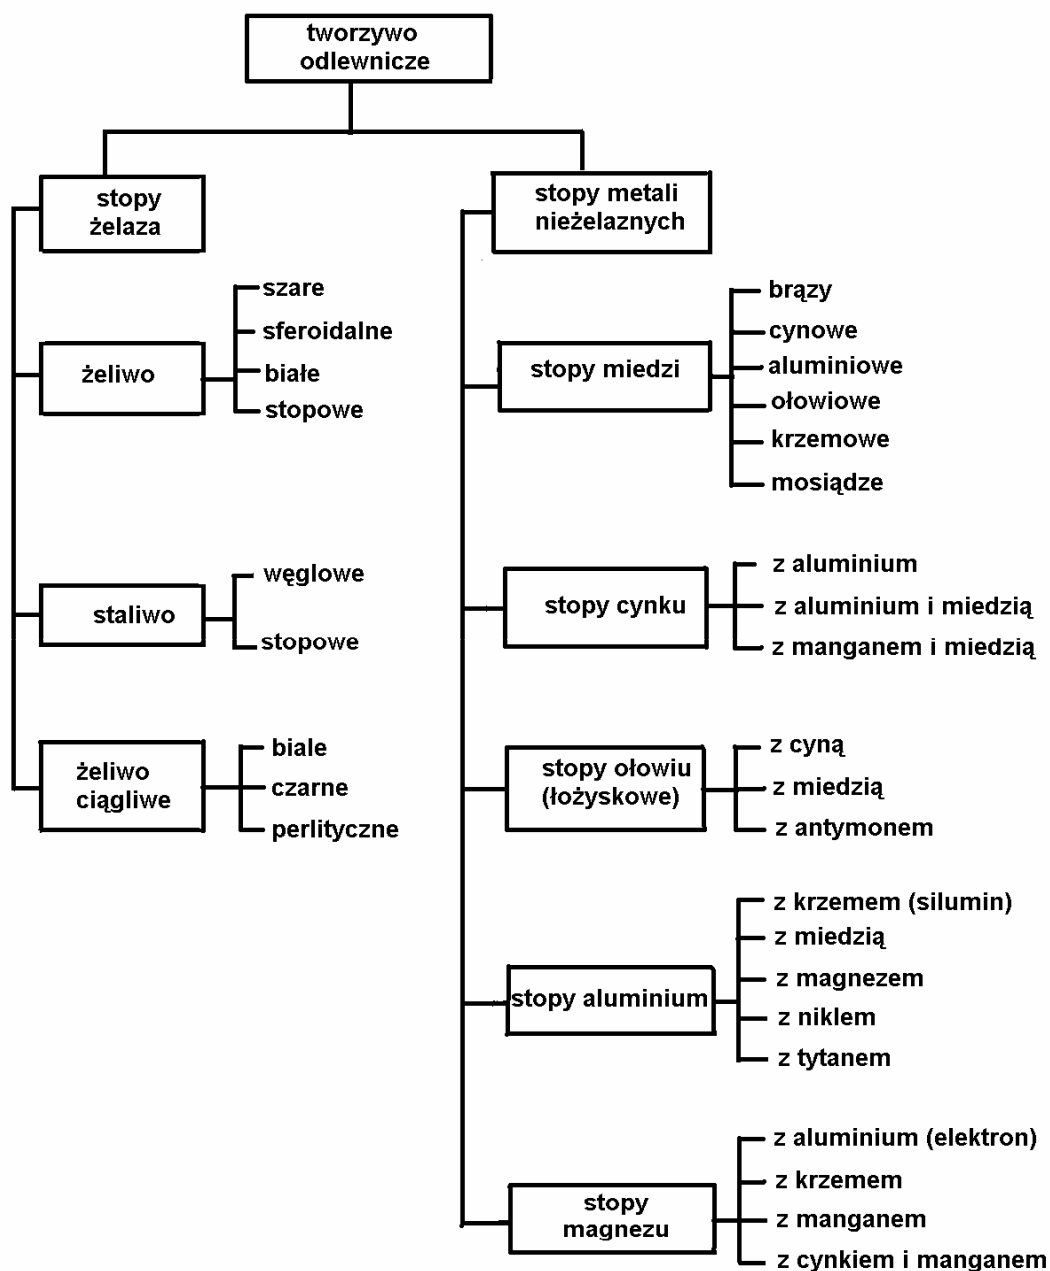 tworzywo
odlewnicze
stopy
żelaza
żeliwo
szare
sferoidalne
białe
stopowe
staliwo
węglowe
stopowe
żeliwo
ciągliwe
biale
czarne
perlityczne
stopy metali
nieżelaznych
stopy miedzi
brązy
cynowe
aluminiowe
ołowiowe
krzemowe
mosiądze
stopy cynku
z aluminium
z aluminium i miedzią
z manganem i miedzią
stopy ołowiu
(łożyskowe)
z cyną
z miedzią
z antymonem
stopy aluminium
z krzemem (silumin)
z miedzią
z magnezem
z niklem
z tytanem
stopy
magnezu
z aluminium (elektron)
z krzemem
z manganem
z cynkiem i manganem